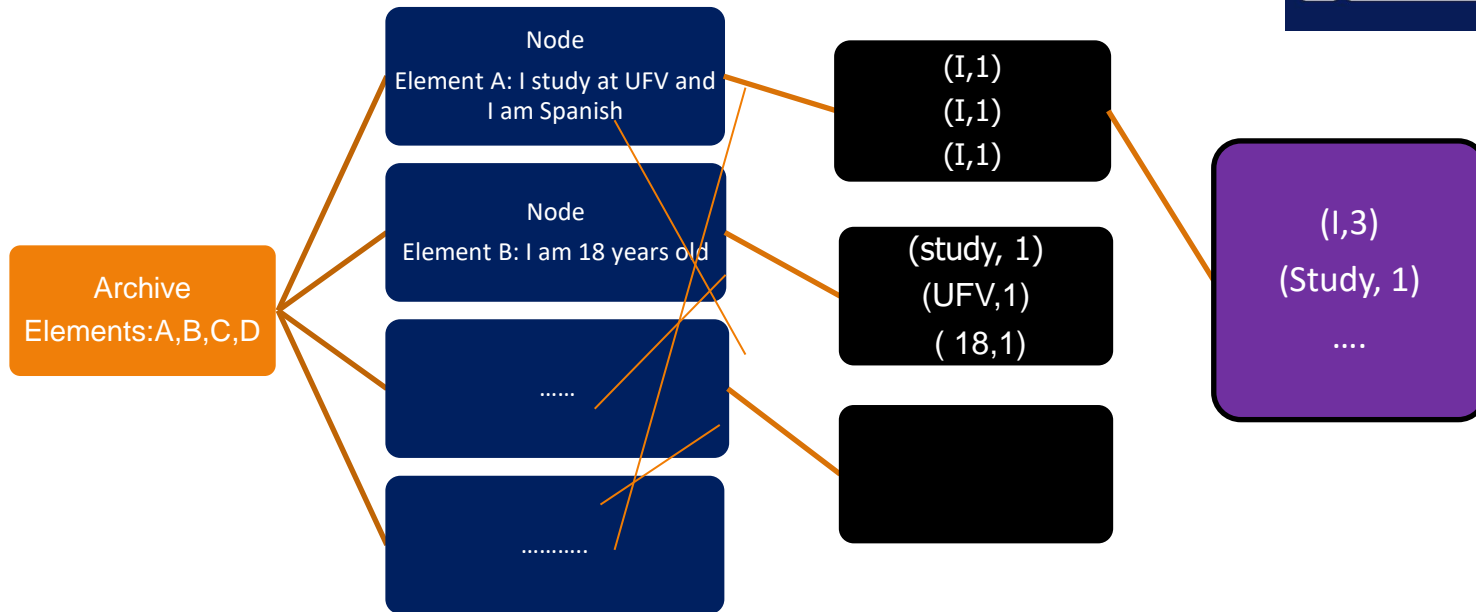 Archive
Elements:A,B,C,D
Node
Element A: I study at UFV and
I am Spanish
Node
Element B: I am 18 years old
......
...........
(I,1)
(I,1)
(I,1)
(study, 1)
(UFV,1)
( 18,1)
(I,3)
(Study, 1)
....